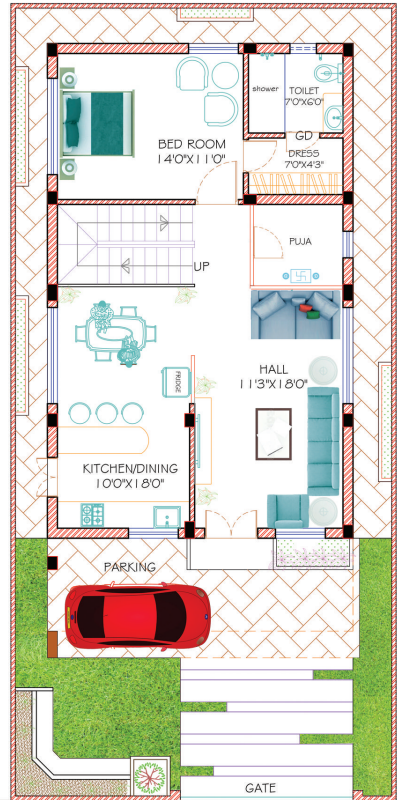 shower
TOILET
7'0"X6'0"
BED ROOM
14'0"X11'0"
GD
DRESS
7'0"X4'3"
PUJA
UP
FRIDGE
HALL
11'3"X18'0"
KITCHEN/DINING
10'0"X18'0"
PARKING
GATE